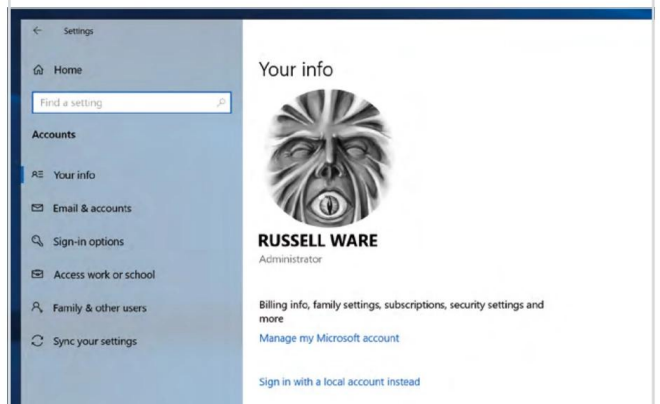 Settings
Home
Find a setting
Accounts
Your info
Email & accounts
Sign-in options
Access work or school
Family & other users
Sync your settings
Your info
RUSSELL WARE
Administrator
Billing info, family settings, subscriptions, security settings and
more
Manage my Microsoft account
Sign in with a local account instead